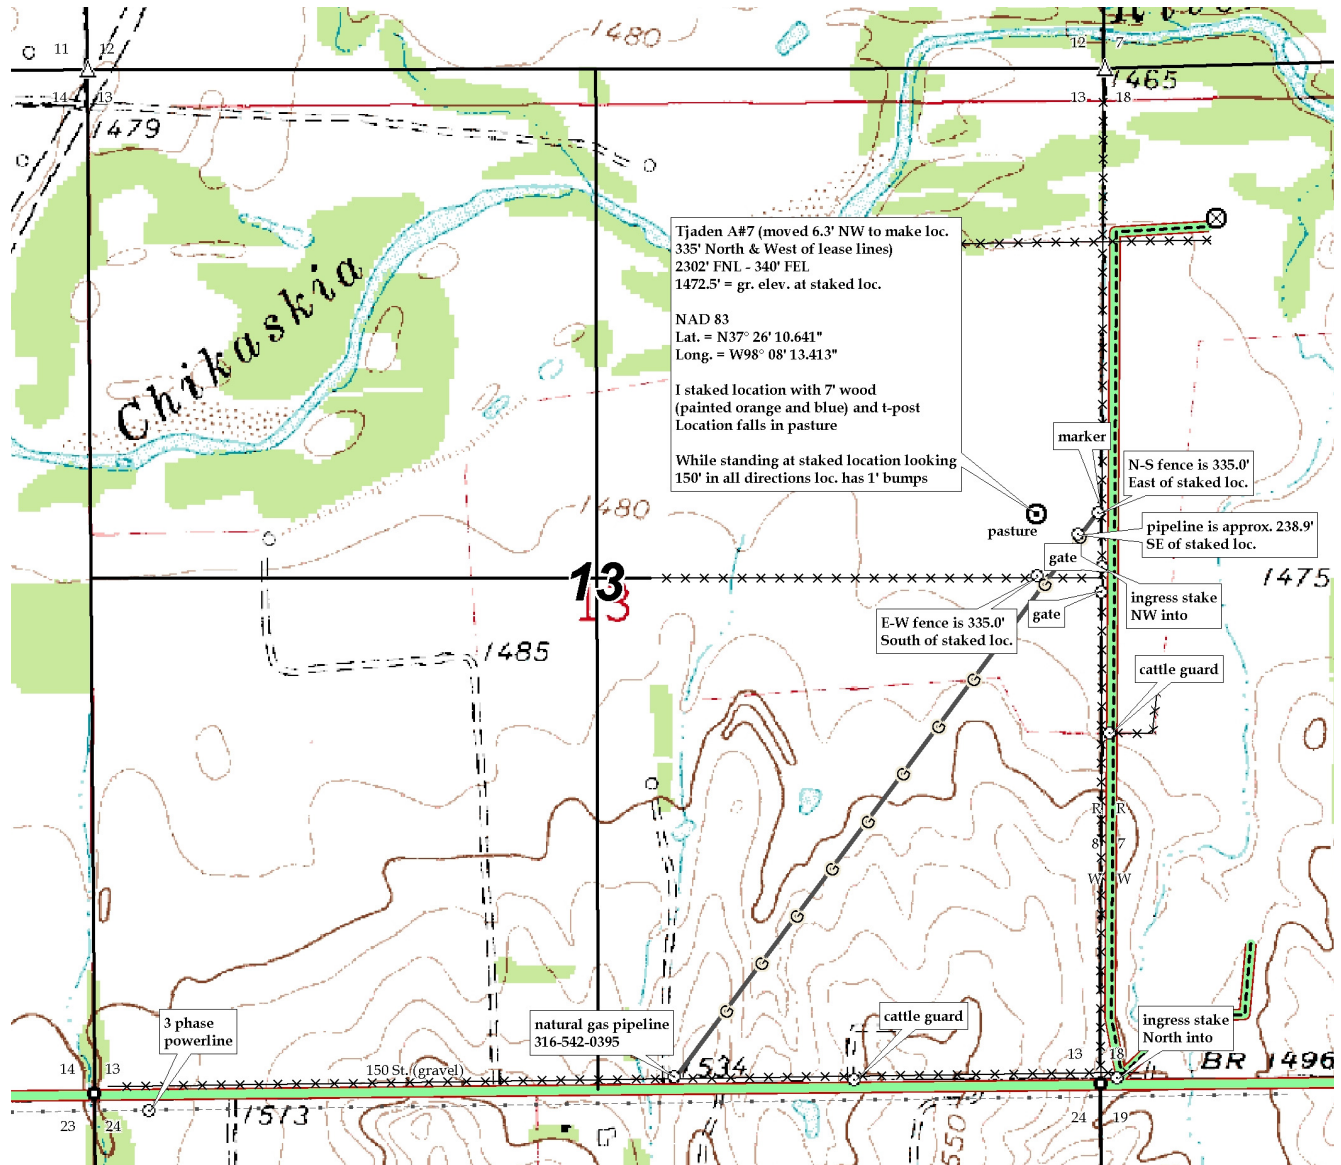 1480
11 12
12 7
1465
14 13
13 18
1479
Tjaden A#7 (moved 6.3' NW to make loc.
335' North & West of lease lines)
2302' FNL - 340' FEL
1472.5' = gr. elev. at staked loc.
NAD 83
Lat. = N37° 26' 10.641"
Long. = W98° 08' 13.413"
I staked location with 7' wood
(painted orange and blue) and t-post
Location falls in pasture
While standing at staked location looking
150' in all directions loc. has 1' bumps
Chikaskia
marker
N-S fence is 335.0'
East of staked loc.
1480
pasture
pipeline is approx. 238.9'
SE of staked loc.
gate
13
13
1475
ingress stake
NW into
gate
E-W fence is 335.0'
South of staked loc.
1485
cattle guard
R R
8 7
W W
3 phase
powerline
natural gas pipeline
316-542-0395
cattle guard
ingress stake
North into
14 13
150 St. (gravel)
534
13 18
BR 1496
23 24
1513
24 19
550